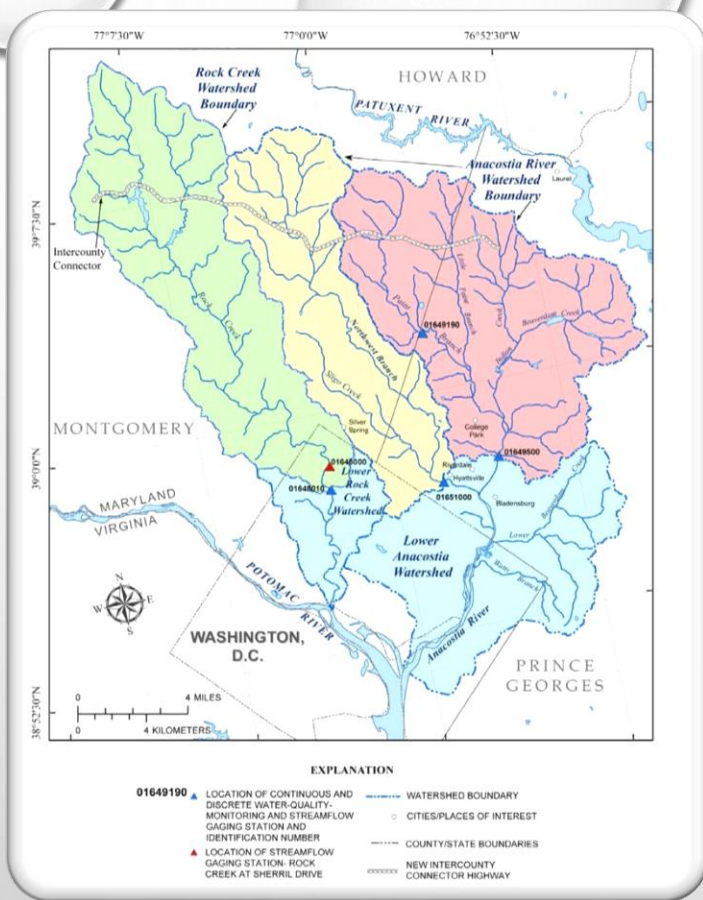 77°7'30"W
77°0'0"W
76°52'30"W
Rock Creek
Watershed
Boundary
HOWARD
PATUXENT RIVER
Anacostia River
Watershed
Boundary
Laurel
39°7'30"N
Intercounty
Connector
Rock Creek
Paint Branch
Little Paint Branch
Indian Creek
Beaverdam Creek
01649190
Northwest Branch
Sligo Creek
Silver
Spring
College
Park
MONTGOMERY
39°0'0"N
01648000
01649500
Lower
Rock
Creek
Watershed
01648010
Riverdale
Hyattsville
01651000
Bladensburg
MARYLAND
VIRGINIA
Lower
Anacostia
Watershed
Lower Beaverdam Creek
Watts Branch
N
W
E
S
POTOMAC RIVER
WASHINGTON,
D.C.
Anacostia River
PRINCE
GEORGES
38°52'30"N
0
4 MILES
0
4 KILOMETERS
EXPLANATION
01649190
LOCATION OF CONTINUOUS AND
DISCRETE WATER-QUALITY-
MONITORING AND STREAMFLOW
GAGING STATION AND
IDENTIFICATION NUMBER
LOCATION OF STREAMFLOW
GAGING STATION- ROCK
CREEK AT SHERRIL DRIVE
WATERSHED BOUNDARY
CITIES/PLACES OF INTEREST
COUNTY/STATE BOUNDARIES
NEW INTERCOUNTY
CONNECTOR HIGHWAY